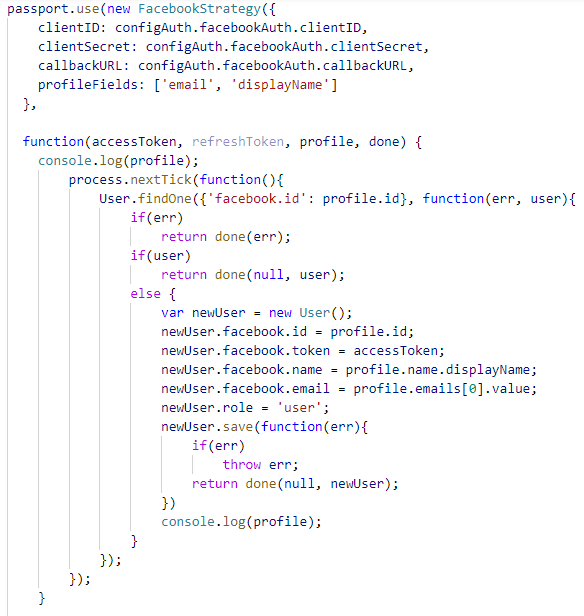 passport.use(new FacebookStrategy({
    clientID: configAuth.facebookAuth.clientID,
    clientSecret: configAuth.facebookAuth.clientSecret,
    callbackURL: configAuth.facebookAuth.callbackURL,
    profileFields: ['email', 'displayName']
  },
  function(accessToken, refreshToken, profile, done) {
    console.log(profile);
        process.nextTick(function(){
            User.findOne({'facebook.id': profile.id}, function(err, user){
                if(err)
                    return done(err);
                if(user)
                    return done(null, user);
                else {
                    var newUser = new User();
                    newUser.facebook.id = profile.id;
                    newUser.facebook.token = accessToken;
                    newUser.facebook.name = profile.name.displayName;
                    newUser.facebook.email = profile.emails[0].value;
                    newUser.role = 'user';
                    newUser.save(function(err){
                        if(err)
                            throw err;
                        return done(null, newUser);
                    })
                    console.log(profile);
                }
            });
        });
    }